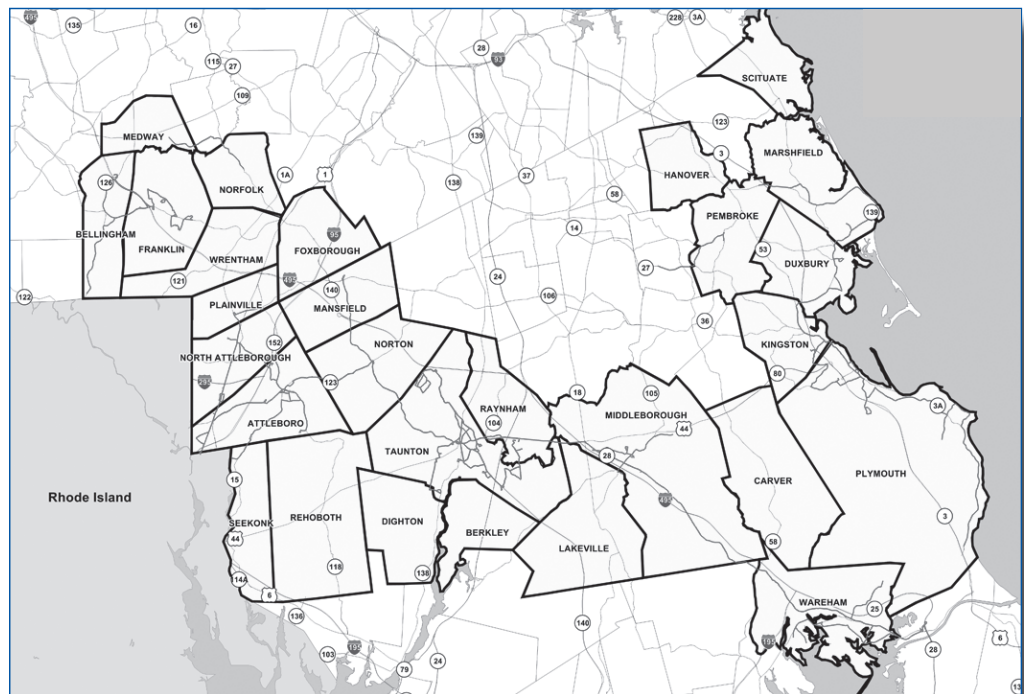 495
135
16
228
3A
28
93
115
27
109
SCITUATE
123
139
MEDWAY
3
MARSHFIELD
126
1A
1
138
37
HANOVER
NORFOLK
58
139
PEMBROKE
14
BELLINGHAM
95
FRANKLIN
FOXBOROUGH
53
WRENTHAM
DUXBURY
27
495
24
121
140
122
106
PLAINVILLE
MANSFIELD
36
152
NORTON
KINGSTON
NORTH ATTLEBOROUGH
80
295
123
18
105
3A
RAYNHAM
MIDDLEBOROUGH
104
ATTLEBORO
44
TAUNTON
28
PLYMOUTH
15
CARVER
Rhode Island
495
REHOBOTH
DIGHTON
3
SEEKONK
BERKLEY
44
58
LAKEVILLE
118
138
14A
6
WAREHAM
25
136
140
195
195
6
103
28
24
79